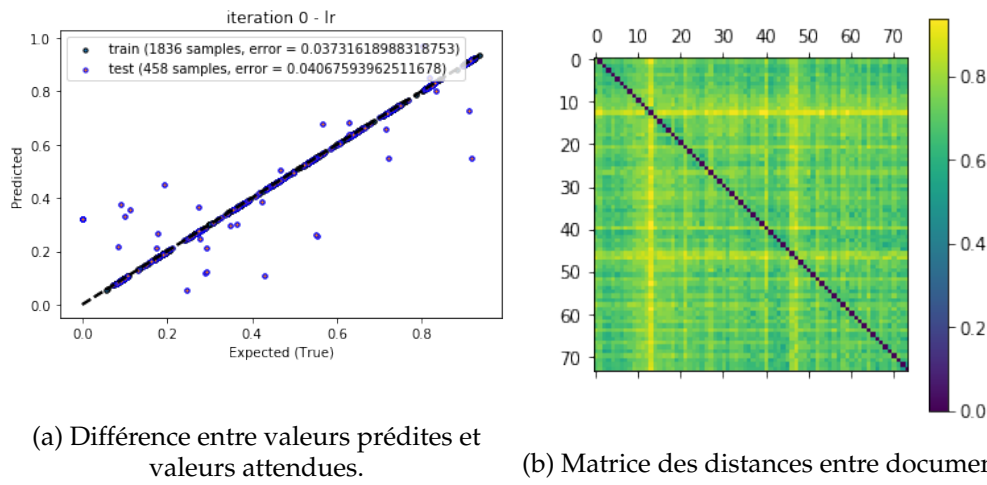 iteration 0 - lr
train (1836 samples, error = 0.03731618988318753)
test (458 samples, error = 0.04067593962511678)
Predicted
1.0
0.8
0.6
0.4
0.2
0.0
0.0 0.2 0.4 0.6 0.8
Expected (True)
(a) Différence entre valeurs prédites et
valeurs attendues.
0 10 20 30 40 50 60 70
0
10
20
30
40
50
60
70
0.8
0.6
0.4
0.2
0.0
(b) Matrice des distances entre documen